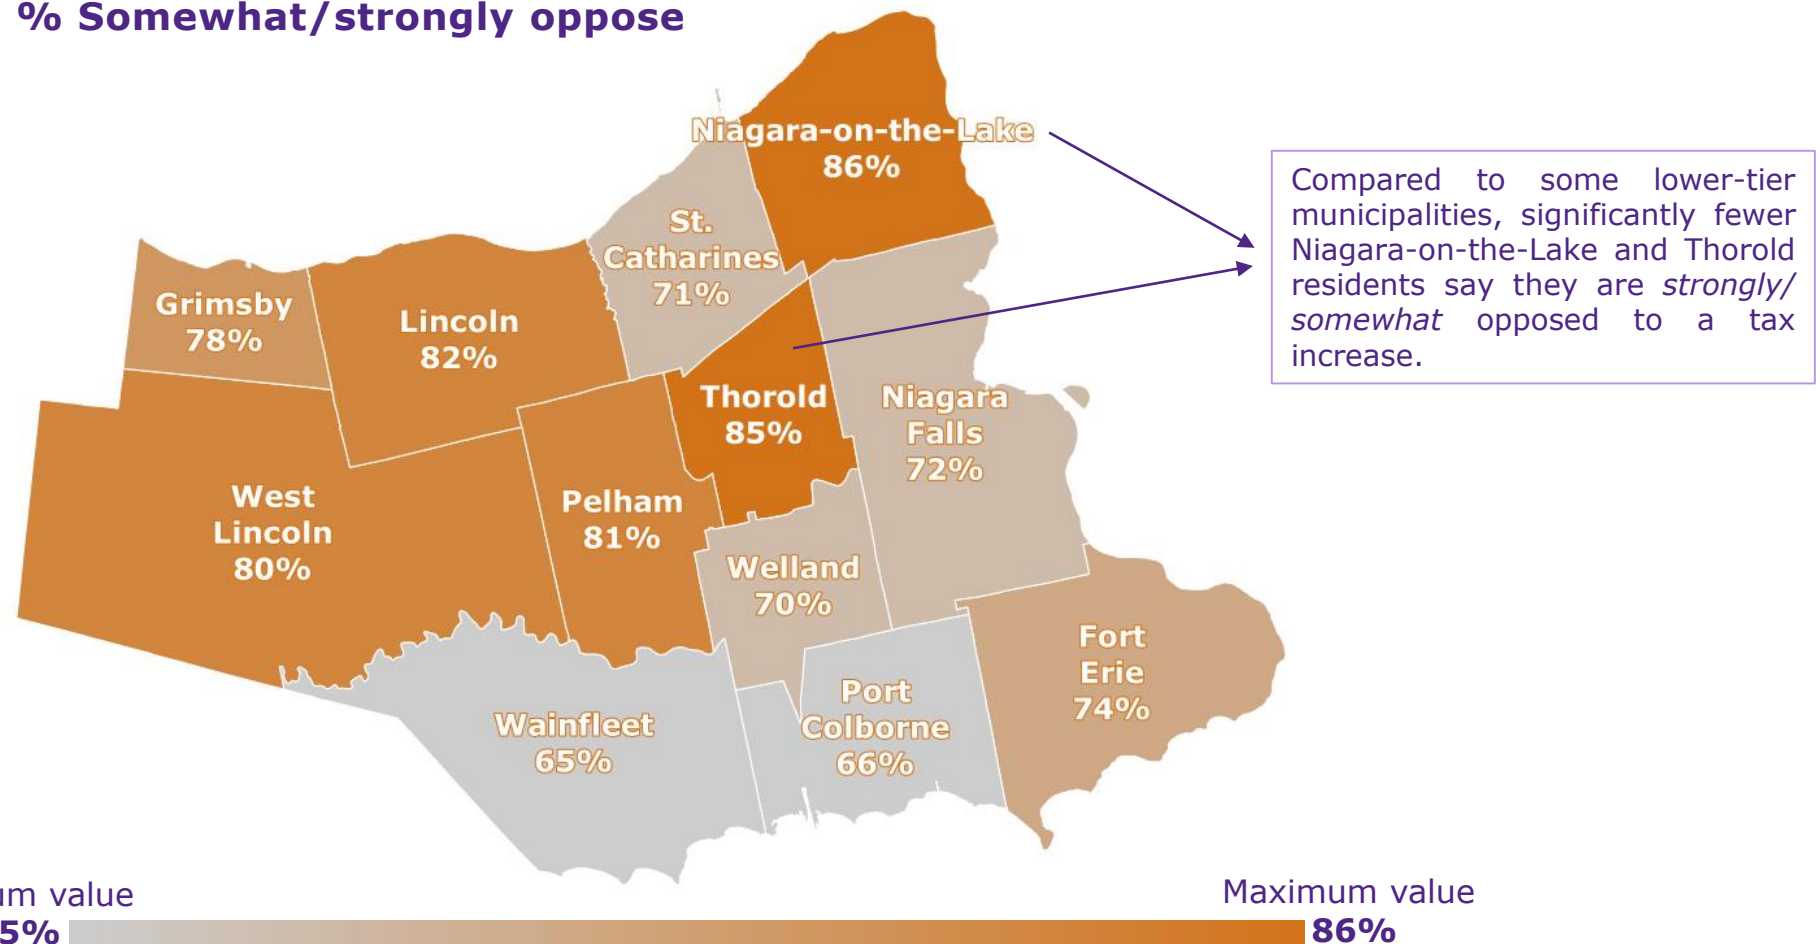 % Somewhat/strongly oppose
Niagara-on-the-Lake
86%
St.
Catharines
71%
Grimsby
78%
Lincoln
82%
Thorold
85%
Niagara
Falls
72%
West
Lincoln
80%
Pelham
81%
Welland
70%
Fort
Erie
74%
Wainfleet
65%
Port
Colborne
66%
Compared to some lower-tier
municipalities, significantly fewer
Niagara-on-the-Lake and Thorold
residents say they are strongly/
somewhat opposed to a tax
increase.
um value
5%
Maximum value
86%